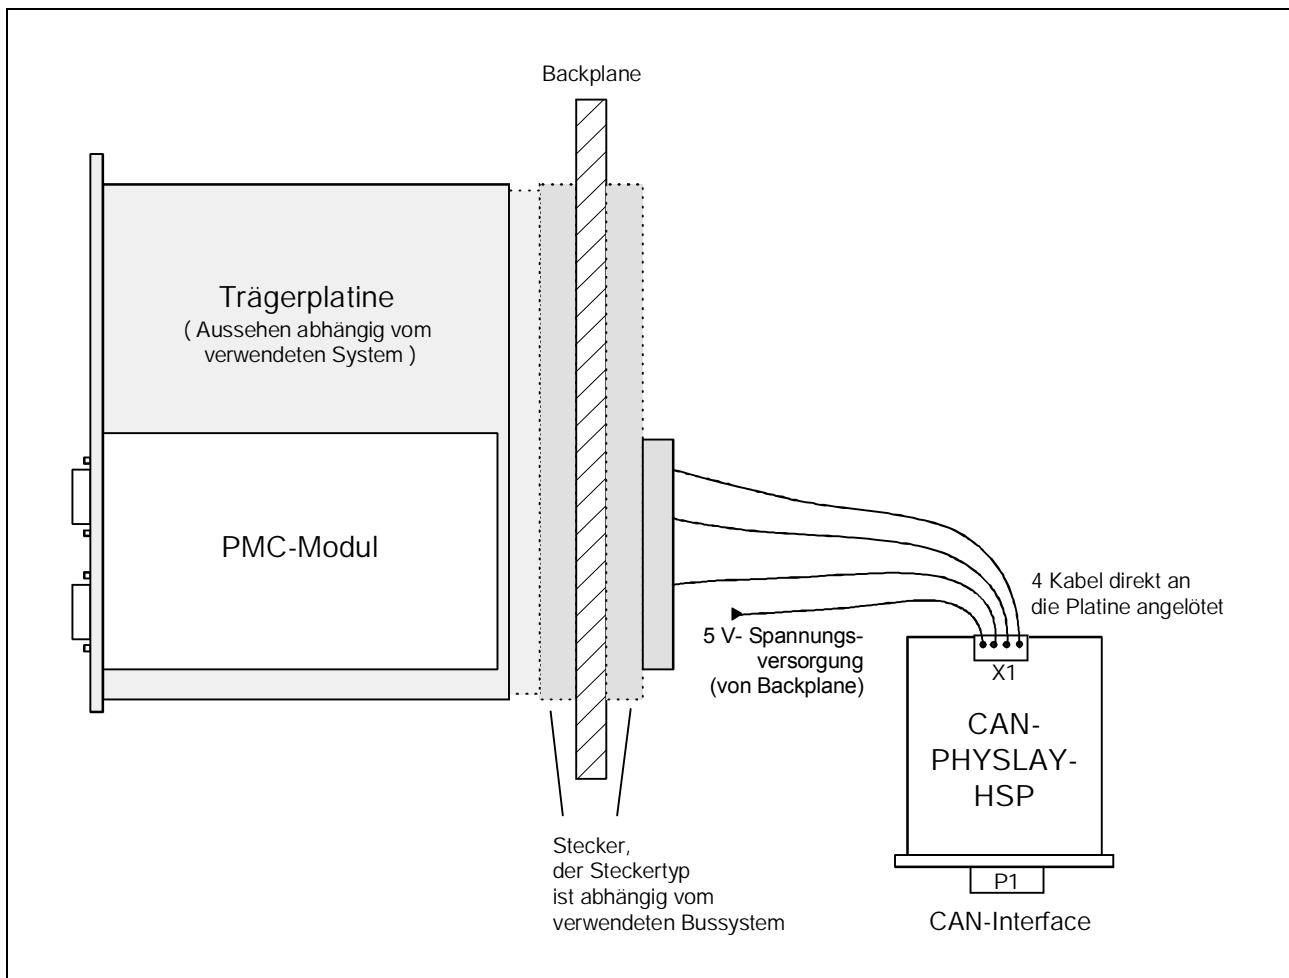 Backplane
Trägerplatine
( Aussehen abhängig vom
verwendeten System )
PMC-Modul
4 Kabel direkt an
die Platine angelötet
5 V- Spannungs-
versorgung
(von Backplane)
X1
CAN-
PHYSLAY-
HSP
P1
CAN-Interface
Stecker,
der Steckertyp
ist abhängig vom
verwendeten Bussystem